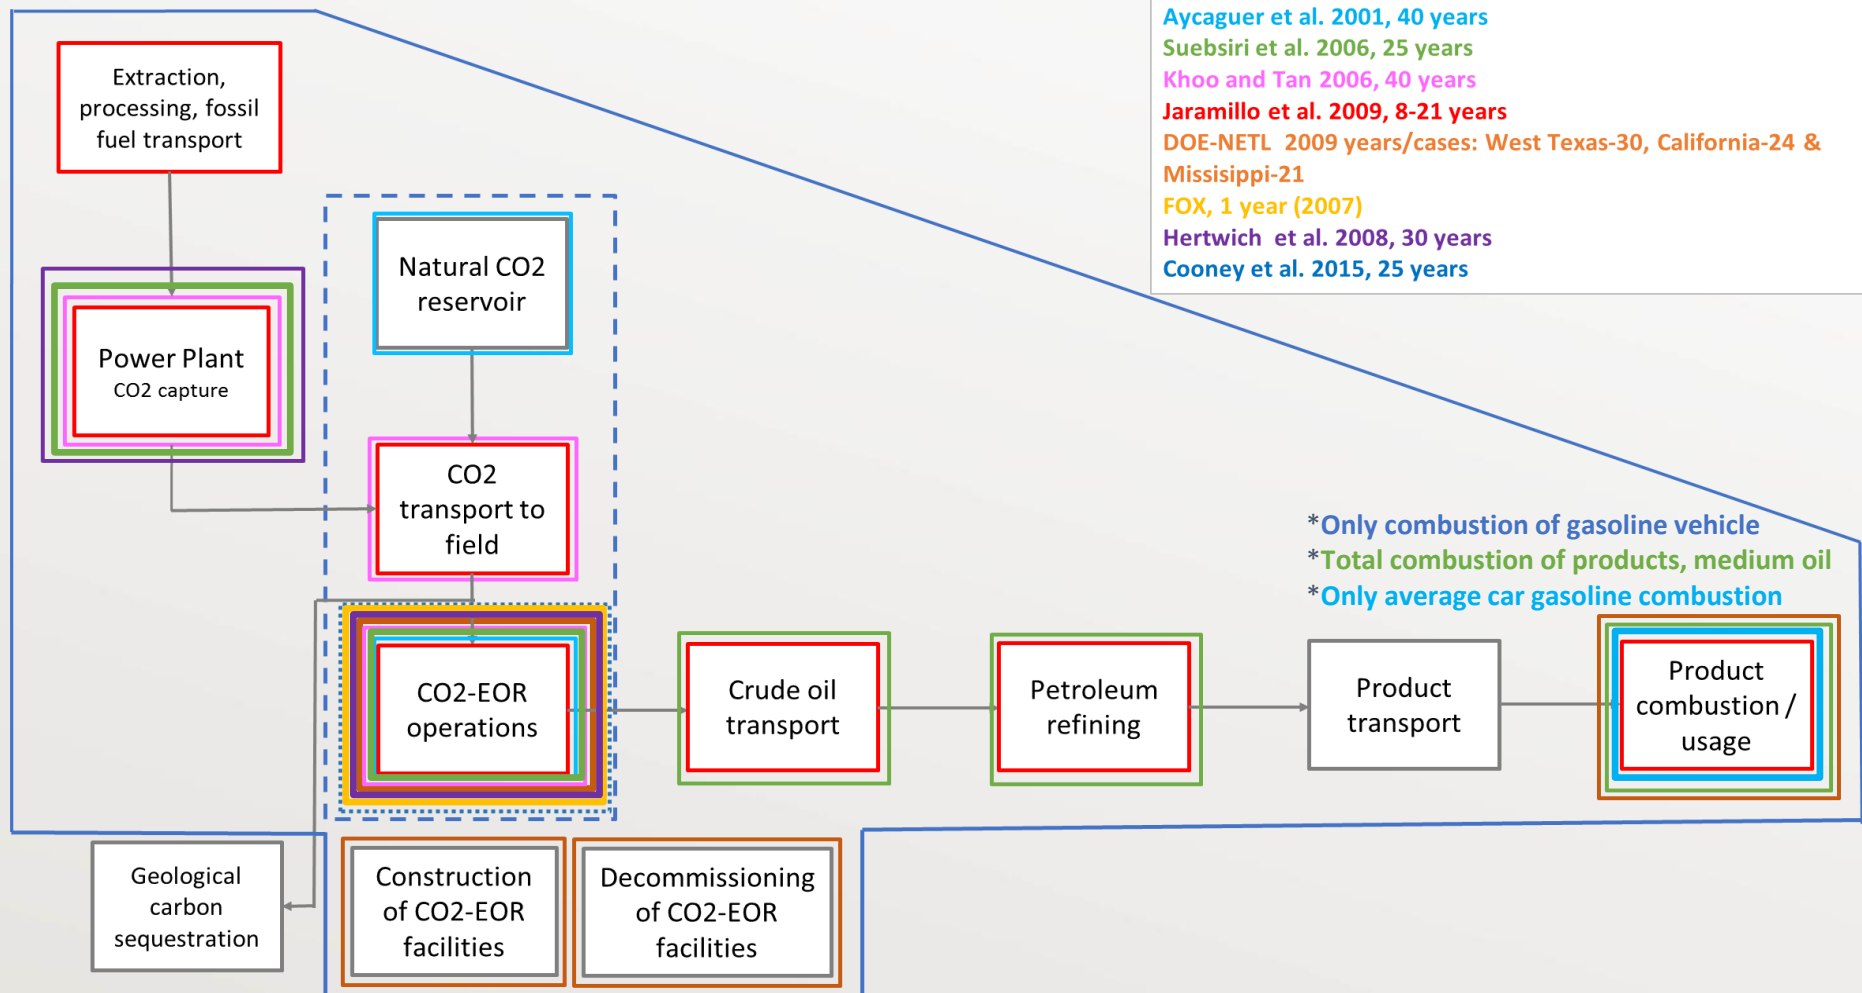 Aycaguer et al. 2001, 40 years
Suebsiri et al. 2006, 25 years
Khoo and Tan 2006, 40 years
Jaramillo et al. 2009, 8-21 years
DOE-NETL 2009 years/cases: West Texas-30, California-24 &
Missisippi-21
FOX, 1 year (2007)
Hertwich et al. 2008, 30 years
Cooney et al. 2015, 25 years
Extraction,
processing, fossil
fuel transport
Power Plant
CO2 capture
Natural CO2
reservoir
CO2
transport to
field
*Only combustion of gasoline vehicle
*Total combustion of products, medium oil
*Only average car gasoline combustion
CO2-EOR
operations
Crude oil
transport
Petroleum
refining
Product
transport
Product
combustion /
usage
Geological
carbon
sequestration
Construction
of CO2-EOR
facilities
Decommissioning
of CO2-EOR
facilities